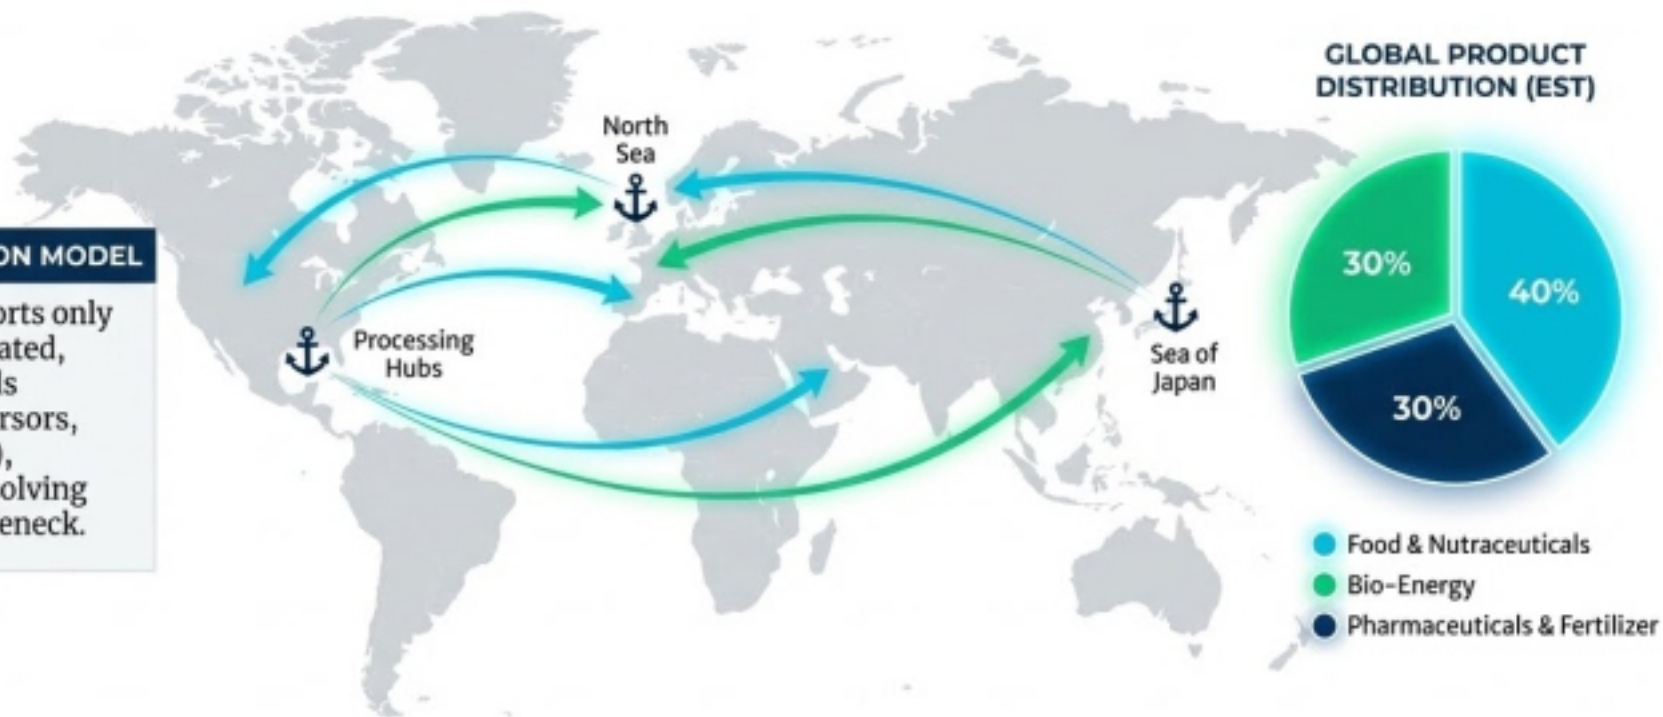 ON MODEL
orts only
ated,
ls
rsors,
),
olving
eneck.
North
Sea
Processing
Hubs
Sea of
Japan
GLOBAL PRODUCT
DISTRIBUTION (EST)
30%
40%
30%
Food & Nutraceuticals
Bio-Energy
Pharmaceuticals & Fertilizer